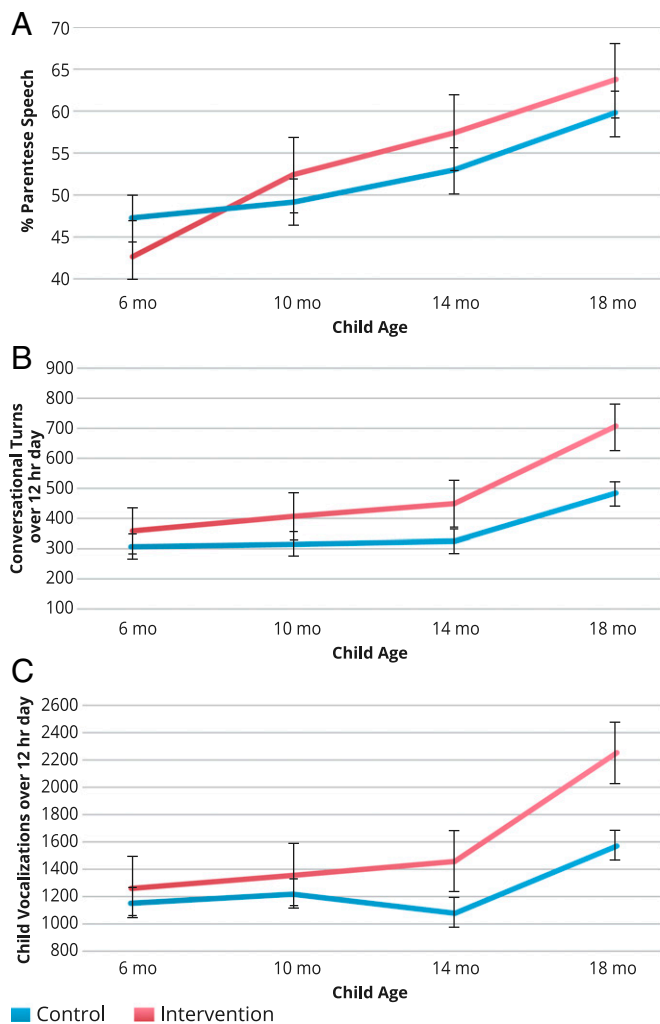 A
70
65
60
55
50
45
40
% Parentese Speech
6 mo 10 mo 14 mo 18 mo
Child Age
B
900
800
700
600
500
400
300
200
100
Conversational Turns
over 12 hr day
6 mo 10 mo 14 mo 18 mo
Child Age
C
2600
2400
2200
2000
1800
1600
1400
1200
1000
800
Child Vocalizations over 12 hr day
6 mo 10 mo 14 mo 18 mo
Child Age
Control Intervention